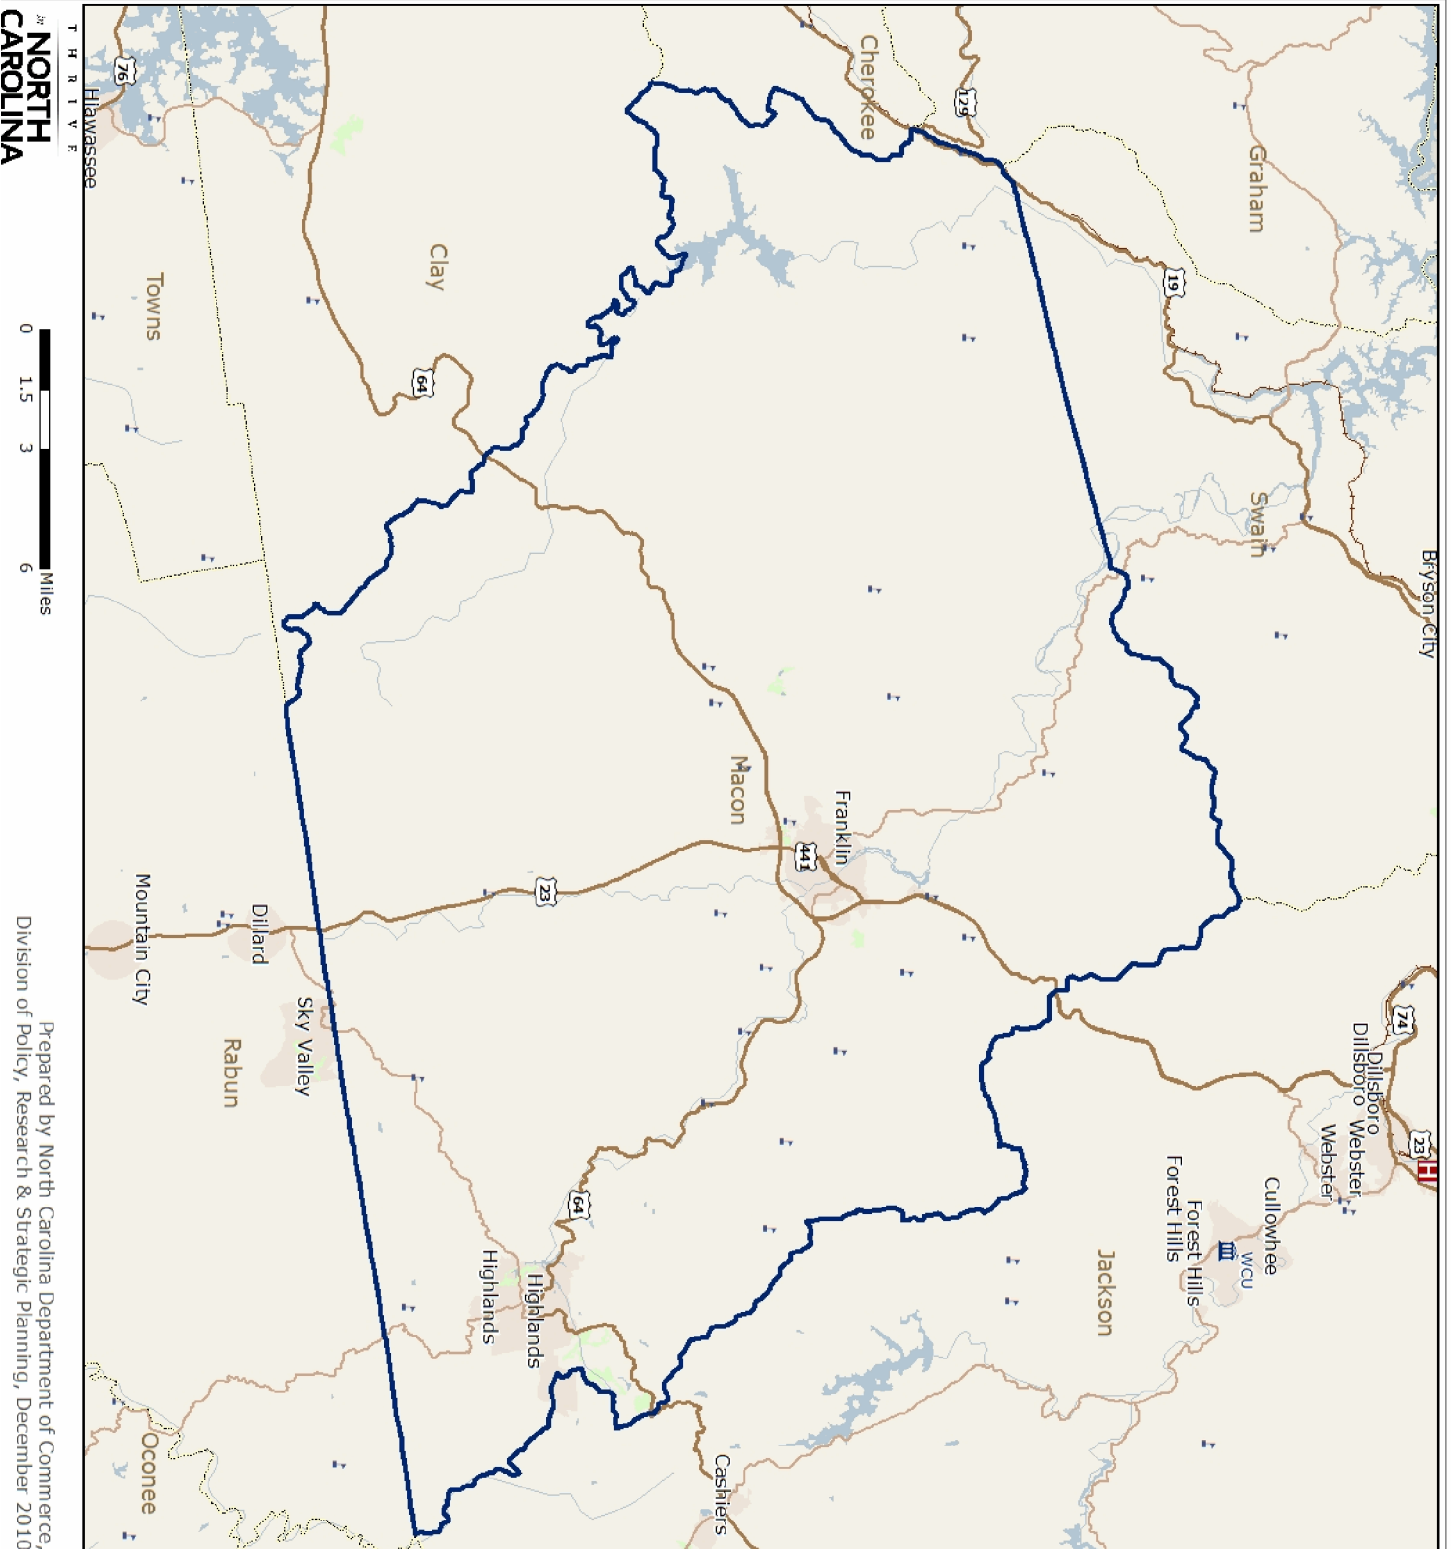 Bryson City
Graham
Cherokee
129
19
Swain
74
Dillsboro
Dillsboro
23
Webster
Webster
Cullowhee
WCU
Forest Hills
Forest Hills
Jackson
Franklin
441
Macon
Clay
64
23
64
Highlands
Highlands
Cashiers
Sky Valley
Dillard
Mountain City
Rabun
Oconee
Towns
76
Hiawassee
H
THRIVE
in
NORTH
CAROLINA
0 1.5 3 6
Miles
Prepared by North Carolina Department of Commerce,
Division of Policy, Research & Strategic Planning, December 2010